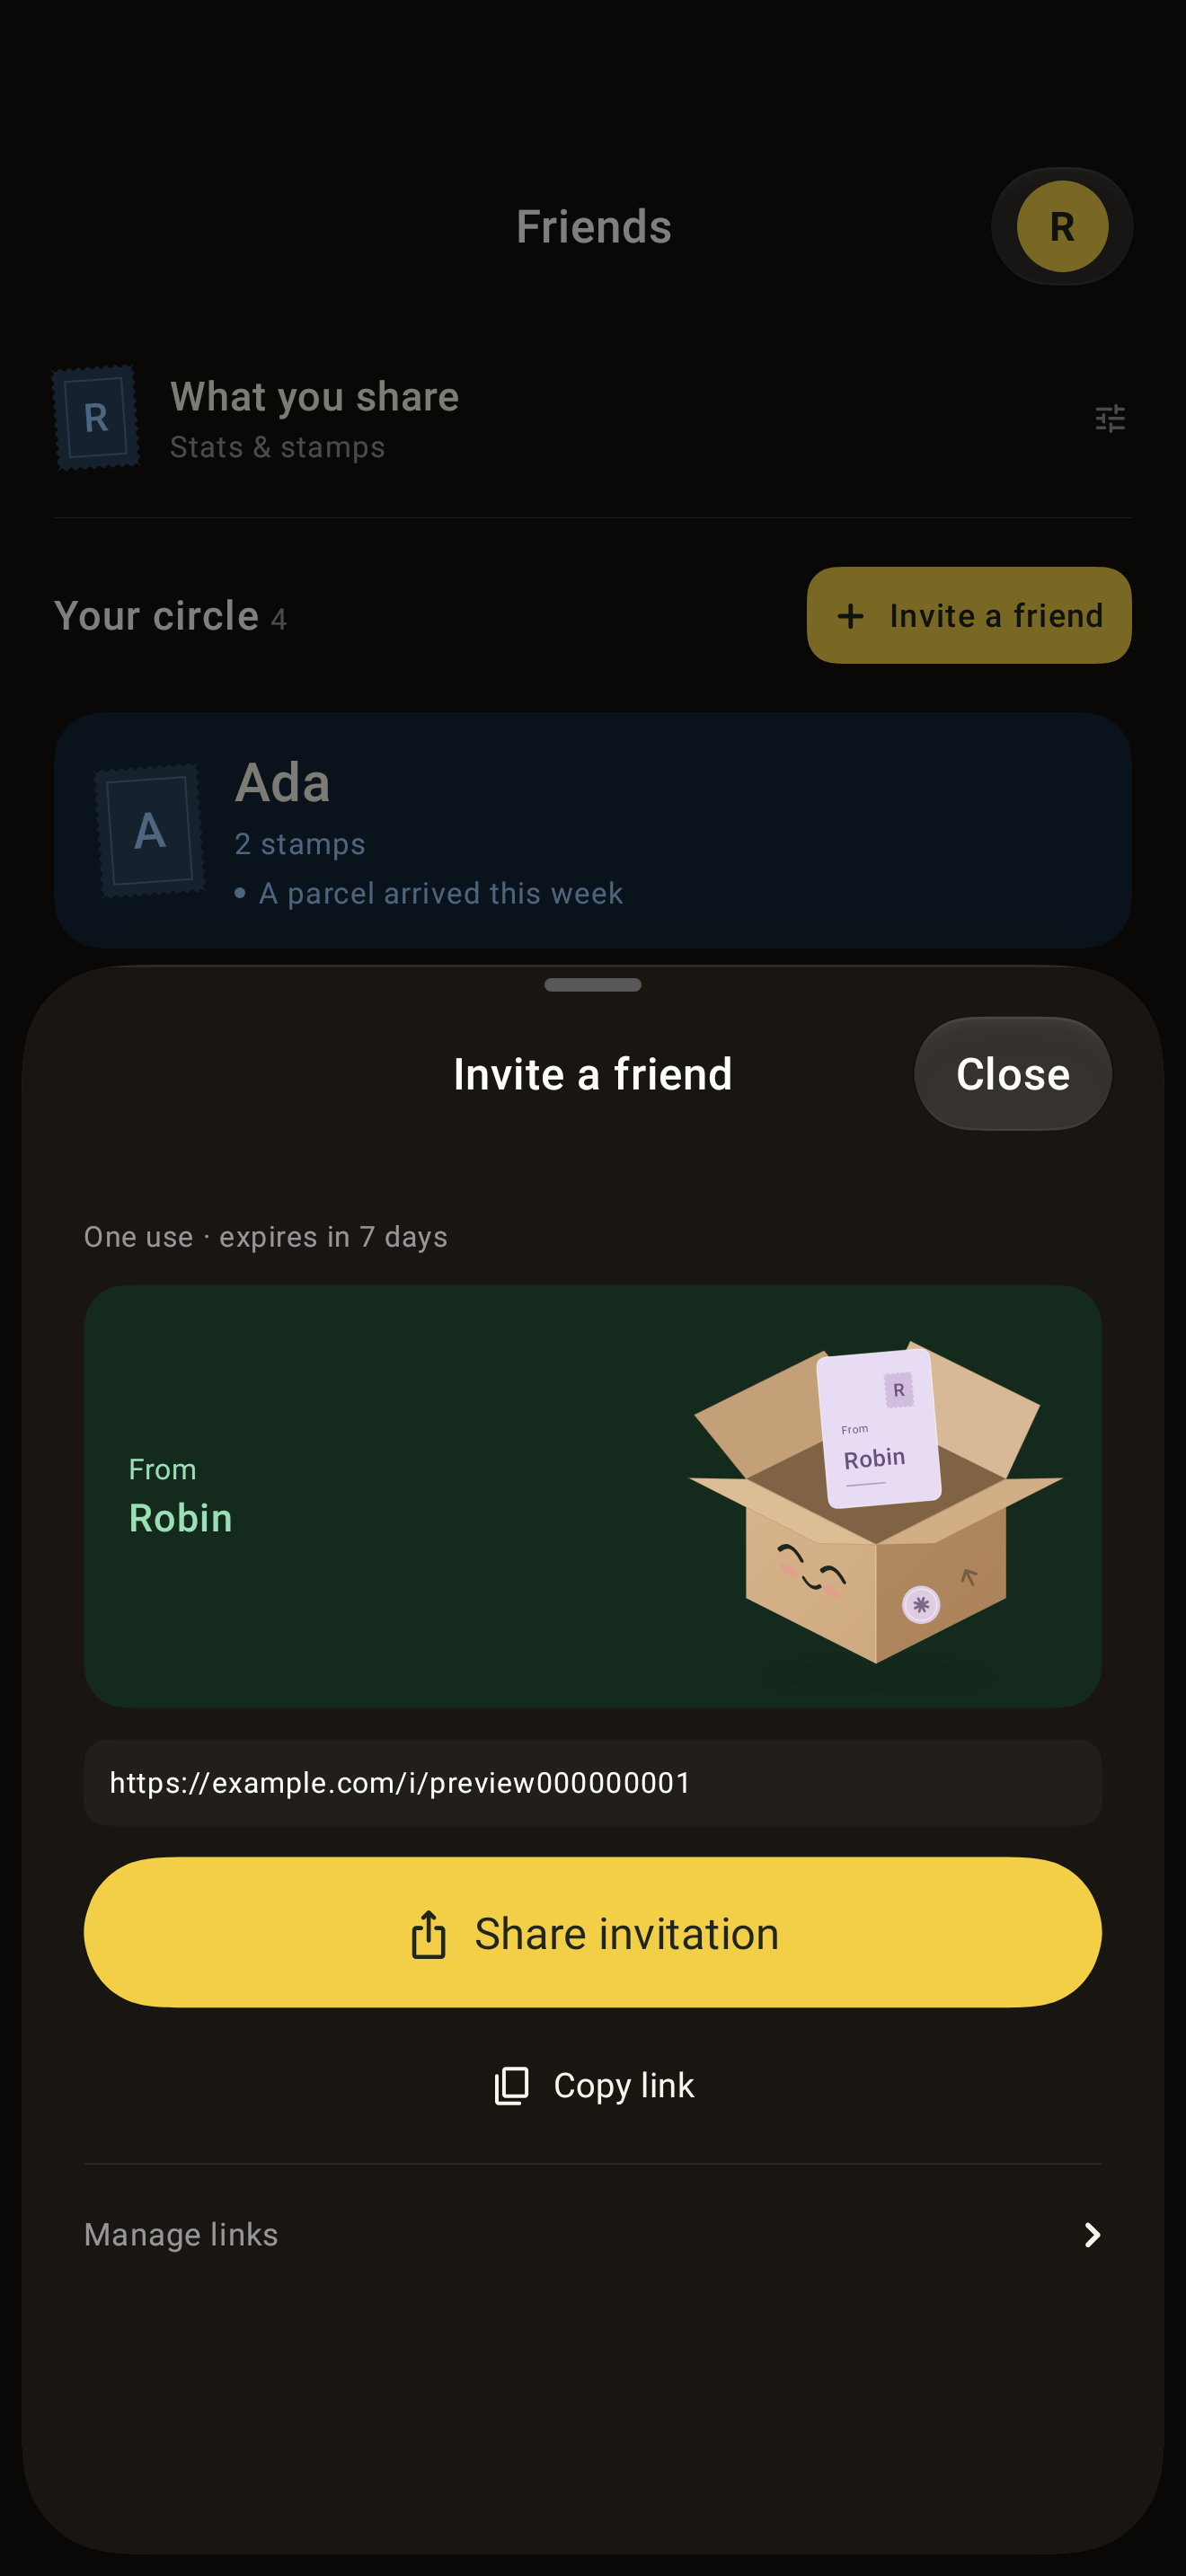 Friends
R
R
What you share
Stats & stamps
Your circle 4
+ Invite a friend
A
Ada
2 stamps
• A parcel arrived this week
Invite a friend
Close
One use · expires in 7 days
From
Robin
R
From
Robin
https://example.com/i/preview000000001
Share invitation
Copy link
Manage links